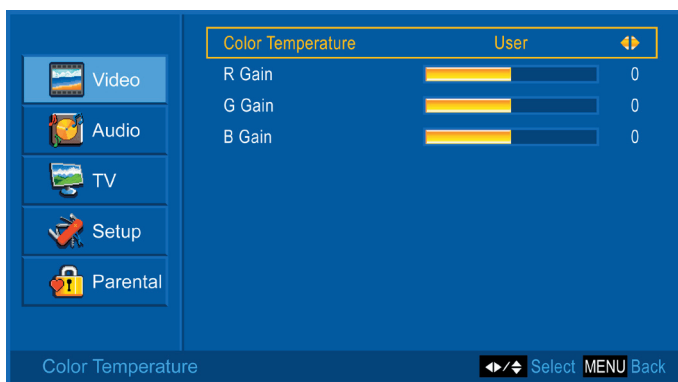 Color Temperature User
R Gain 0
G Gain 0
B Gain 0
Video
Audio
TV
Setup
Parental
Color Temperature Select MENU Back